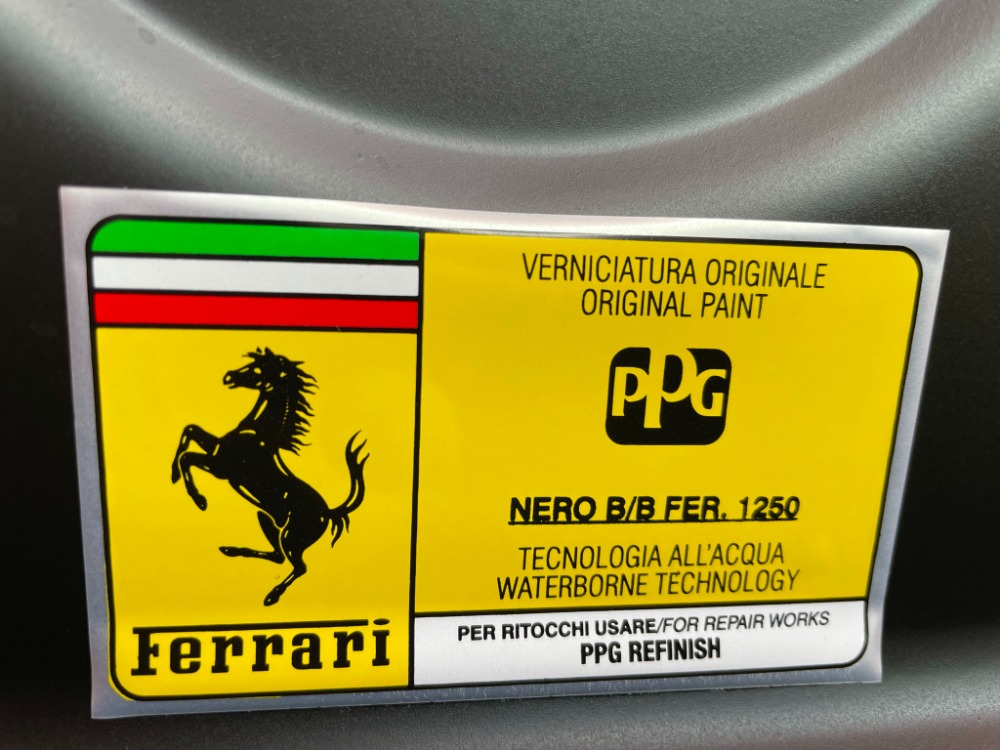 Ferrari
VERNICIATURA ORIGINALE
ORIGINAL PAINT
PPG
NERO B/B FER. 1250
TECNOLOGIA ALL'ACQUA
WATERBORNE TECHNOLOGY
PER RITOCCHI USARE/FOR REPAIR WORKS
PPG REFINISH